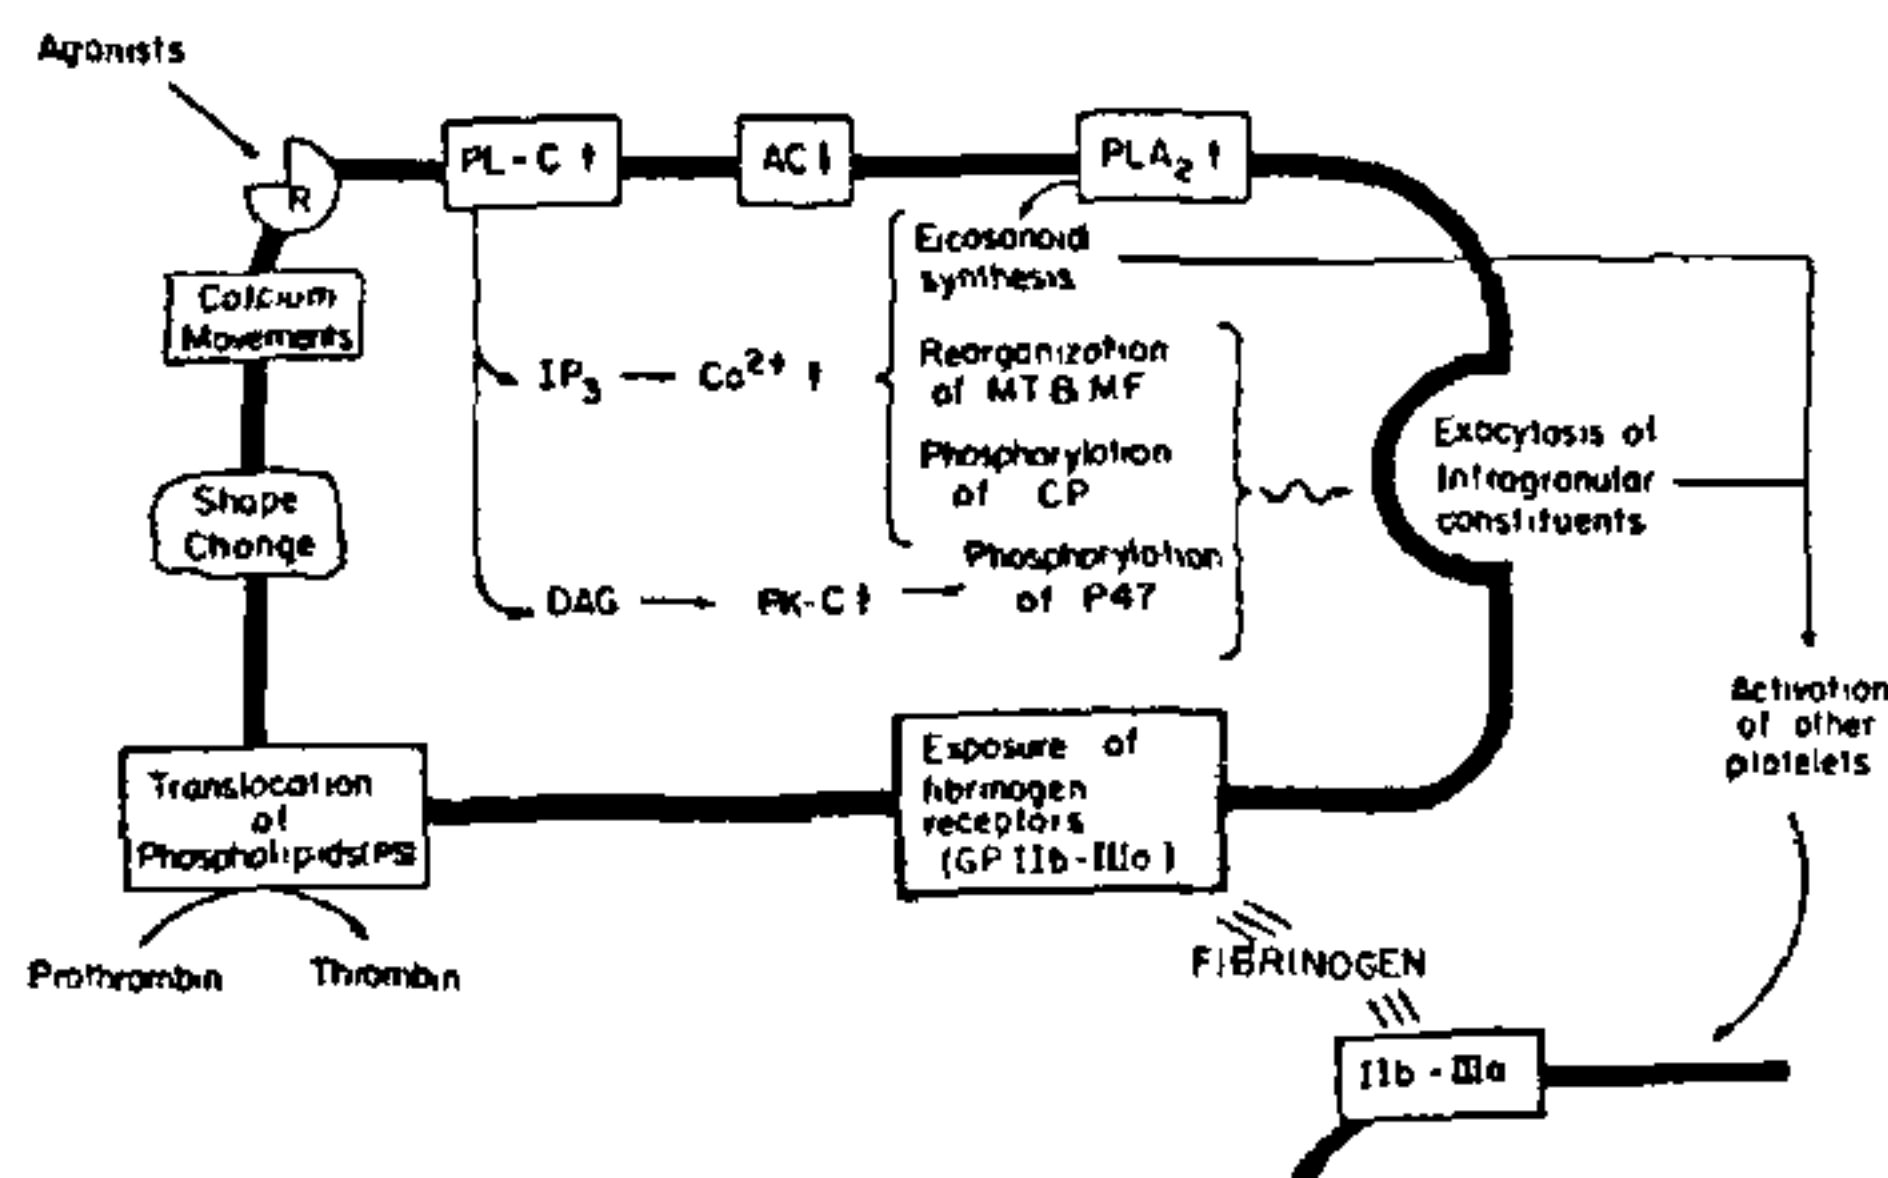 Agonists
R
PL-C ↑
AC↓
PLA₂ ↑
Eicosanoid
synthesis
Calcium
Movements
Reorganization
of MT & MF
IP₃ — Ca²⁺ ↑
Phosphorylation
of CP
Exocytosis of
Intragranular
constituents
Shape
Change
Phosphorylation
of P47
DAG → PK-C↑
Activation
of other
platelets
Translocation
of
Phospholipids(PS)
Exposure of
fibrinogen
receptors
(GP IIb-IIIa)
Prothrombin
Thrombin
FIBRINOGEN
IIb-IIIa